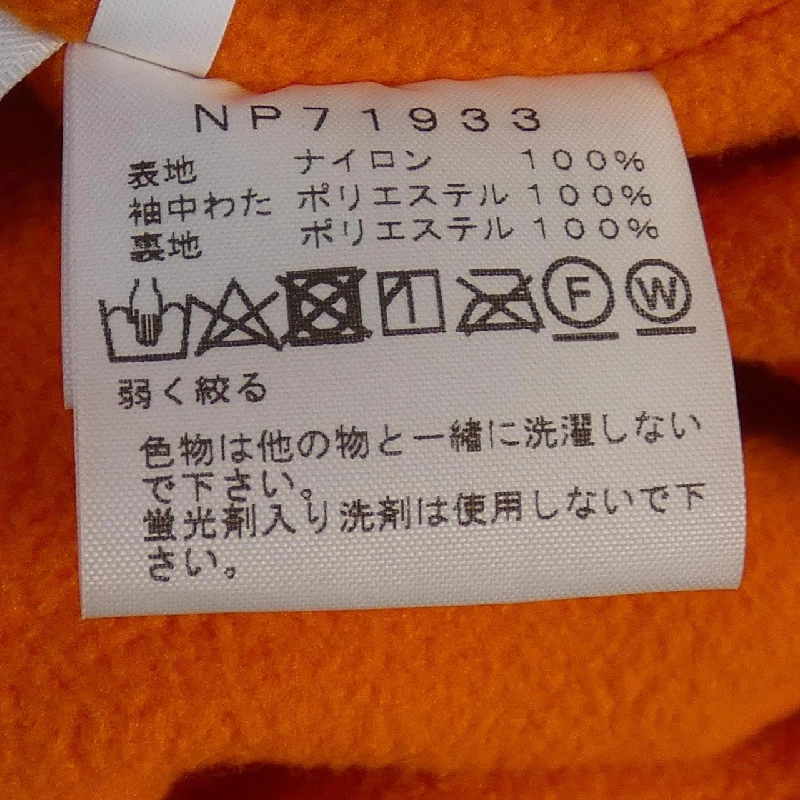 NP71933
表地 ナイロン 100%
袖中わた ポリエステル 100%
裏地 ポリエステル 100%
F W
弱く絞る
色物は他の物と一緒に洗濯しない
で下さい。
蛍光剤入り洗剤は使用しないで下
さい。